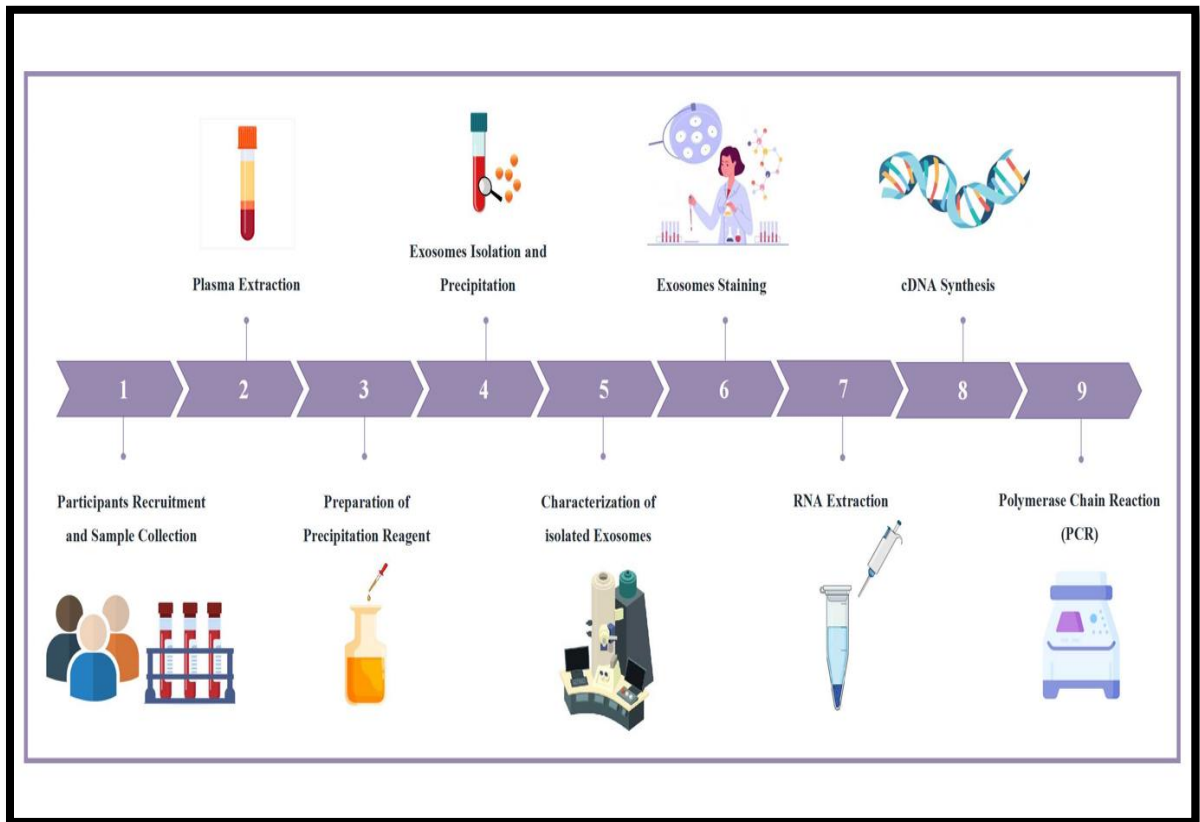 Plasma Extraction
Exosomes Isolation and
Precipitation
Exosomes Staining
cDNA Synthesis
1 2 3 4 5 6 7 8 9
Participants Recruitment
and Sample Collection
Preparation of
Precipitation Reagent
Characterization of
isolated Exosomes
RNA Extraction
Polymerase Chain Reaction
(PCR)